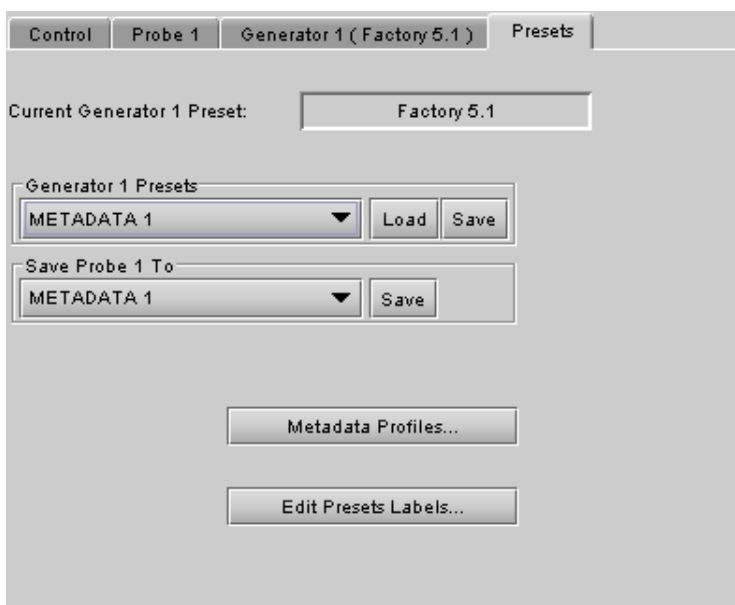 Control Probe 1 Generator 1 ( Factory 5.1 ) Presets
Current Generator 1 Preset: Factory 5.1
Generator 1 Presets
METADATA 1 Load Save
Save Probe 1 To
METADATA 1 Save
Metadata Profiles...
Edit Presets Labels...